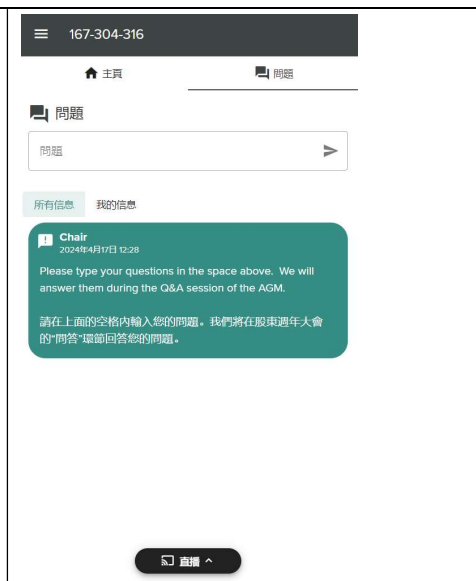 167-304-316
主頁 問題
問題
問題
所有信息 我的信息
Chair
2024年4月17日 12:28
Please type your questions in the space above. We will
answer them during the Q&A session of the AGM.
請在上面的空格內輸入您的問題。我們將在股東週年大會
的“問答”環節回答您的問題。
直播